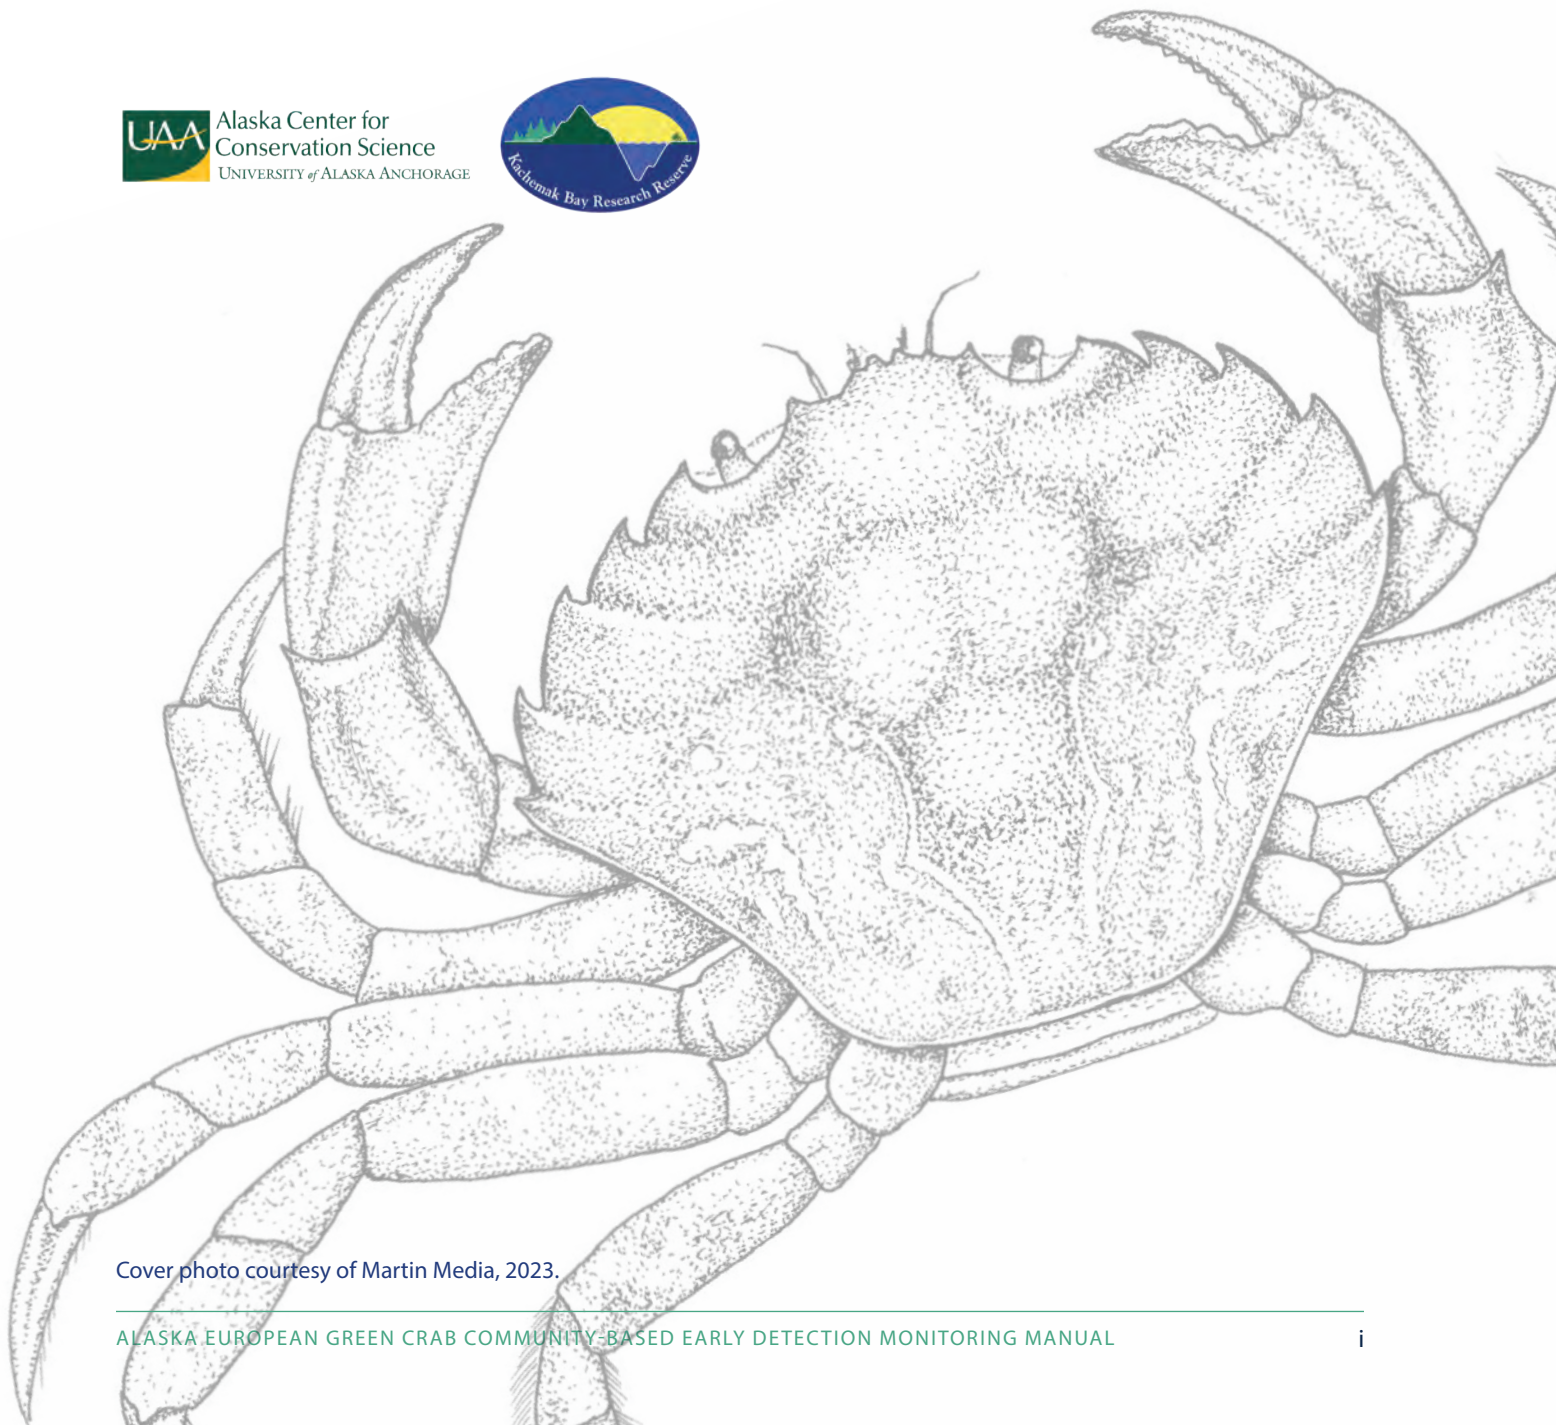 UAA
Alaska Center for
Conservation Science
UNIVERSITY of ALASKA ANCHORAGE
Kachemak Bay Research Reserve
Cover photo courtesy of Martin Media, 2023.
ALASKA EUROPEAN GREEN CRAB COMMUNITY-BASED EARLY DETECTION MONITORING MANUAL i